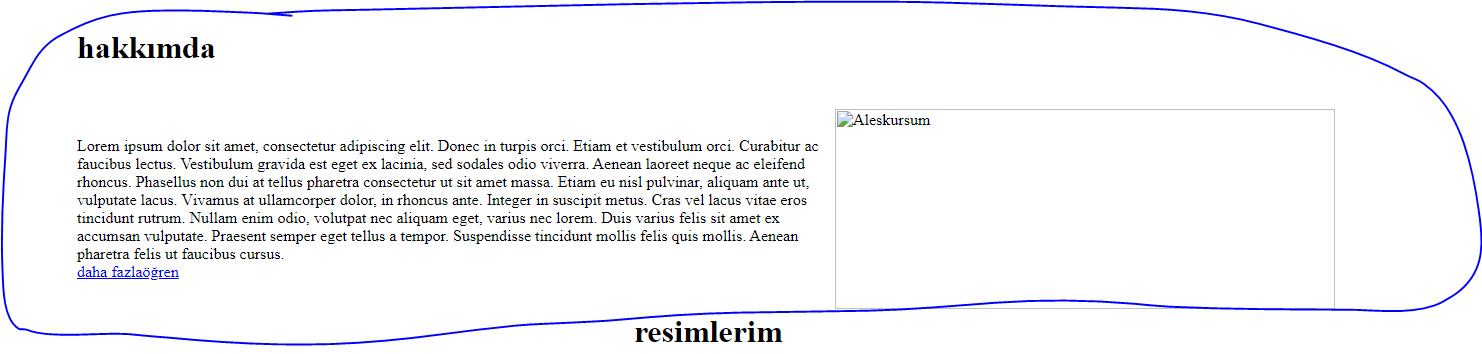 hakkımda
Lorem ipsum dolor sit amet, consectetur adipiscing elit. Donec in turpis orci. Etiam et vestibulum orci. Curabitur ac
faucibus lectus. Vestibulum gravida est eget ex lacinia, sed sodales odio viverra. Aenean laoreet neque ac eleifend
rhoncus. Phasellus non dui at tellus pharetra consectetur ut sit amet massa. Etiam eu nisl pulvinar, aliquam ante ut,
vulputate lacus. Vivamus at ullamcorper dolor, in rhoncus ante. Integer in suscipit metus. Cras vel lacus vitae eros
tincidunt rutrum. Nullam enim odio, volutpat nec aliquam eget, varius nec lorem. Duis varius felis sit amet ex
accumsan vulputate. Praesent semper eget tellus a tempor. Suspendisse tincidunt mollis felis quis mollis. Aenean
pharetra felis ut faucibus cursus.
daha fazlaöğren
Aleskursum
resimlerim